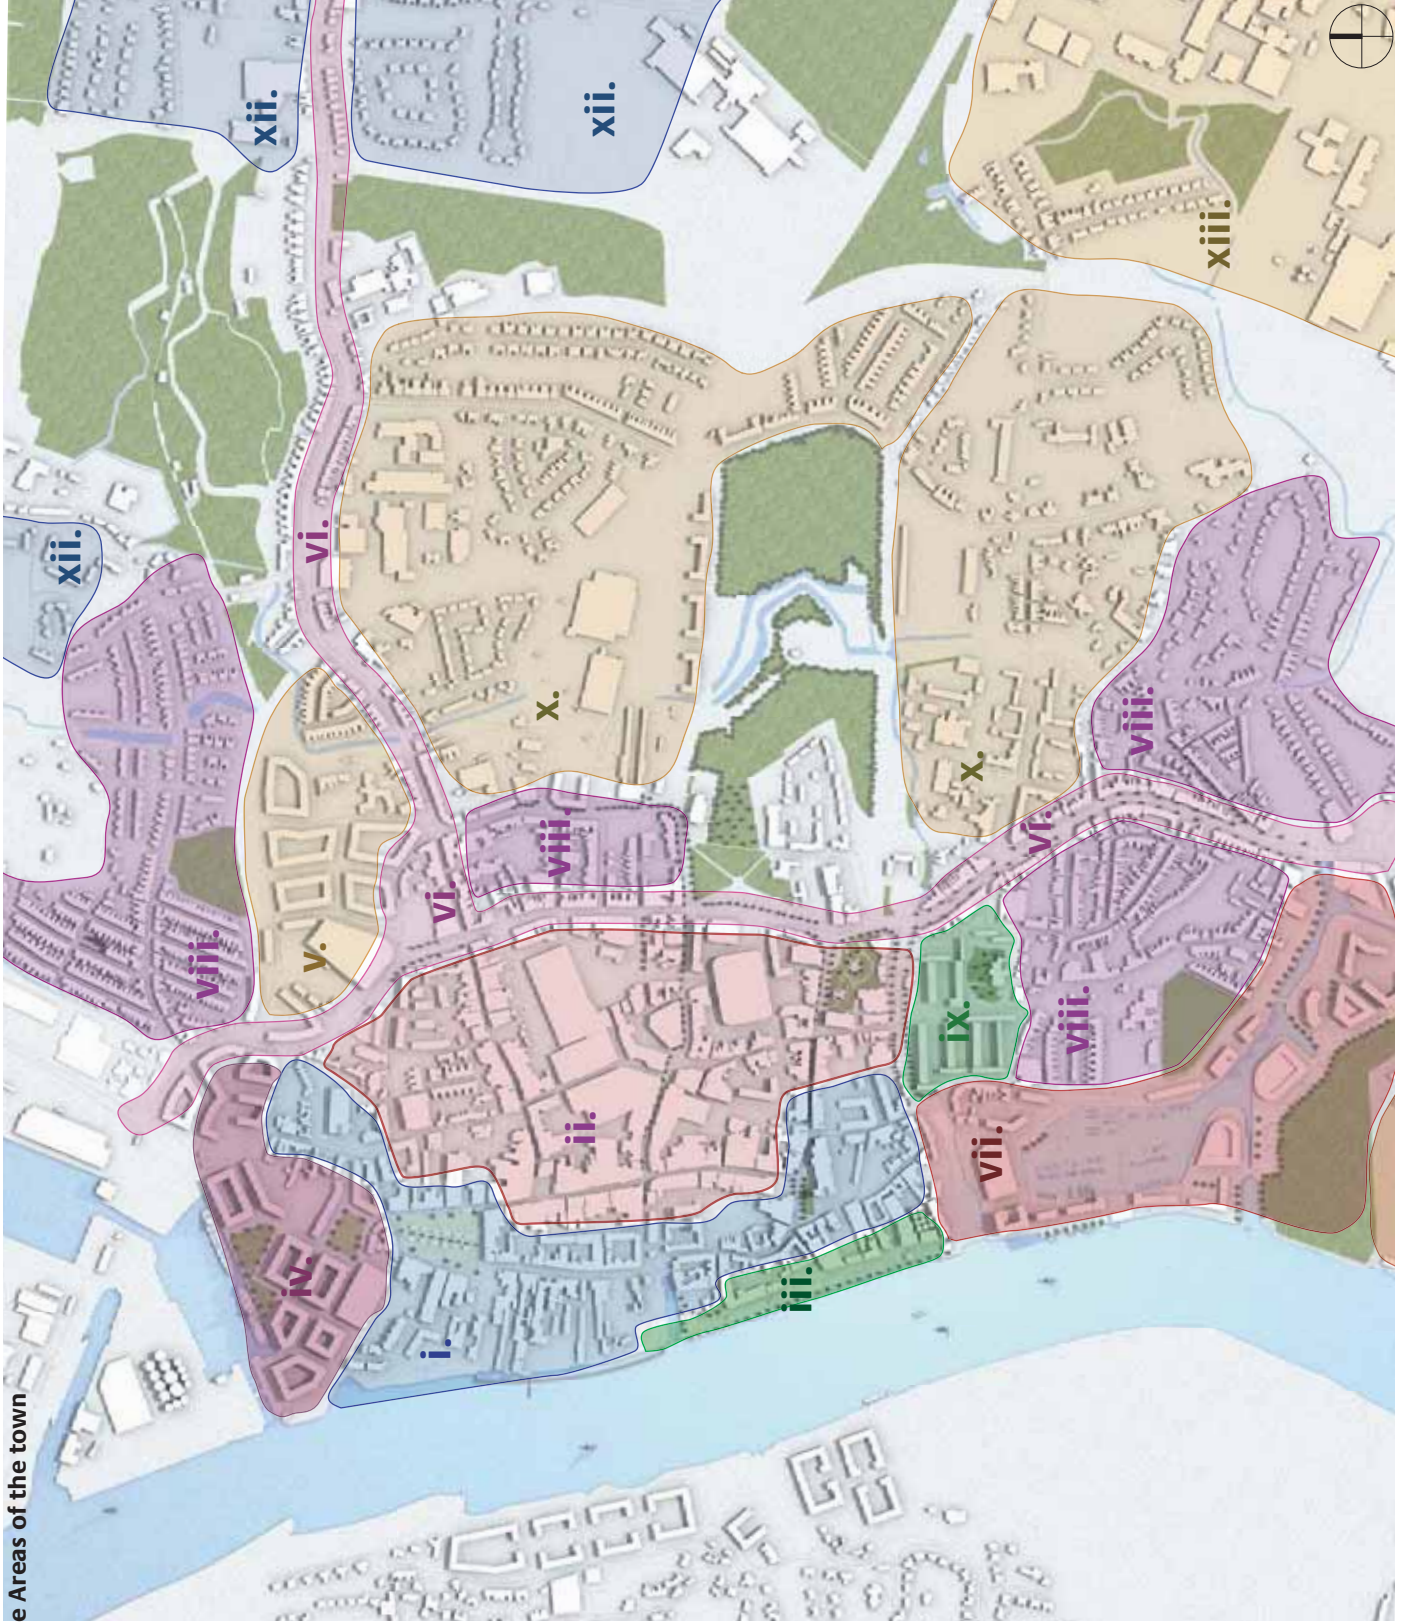 e Areas of the town
xii.
viii.
xii.
iv.
v.
vi.
i.
vi.
x.
viii.
ii.
xii.
iii.
ix.
x.
vii.
vi.
viii.
viii.
xiii.